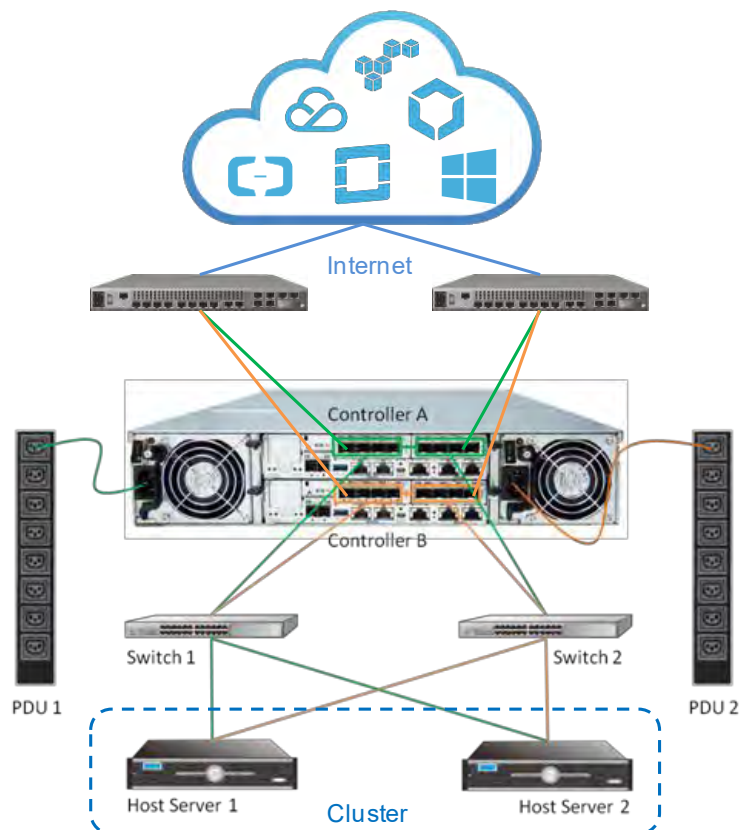 Internet
Controller A
Controller B
Switch 1
Switch 2
PDU 1
PDU 2
Host Server 1
Host Server 2
Cluster